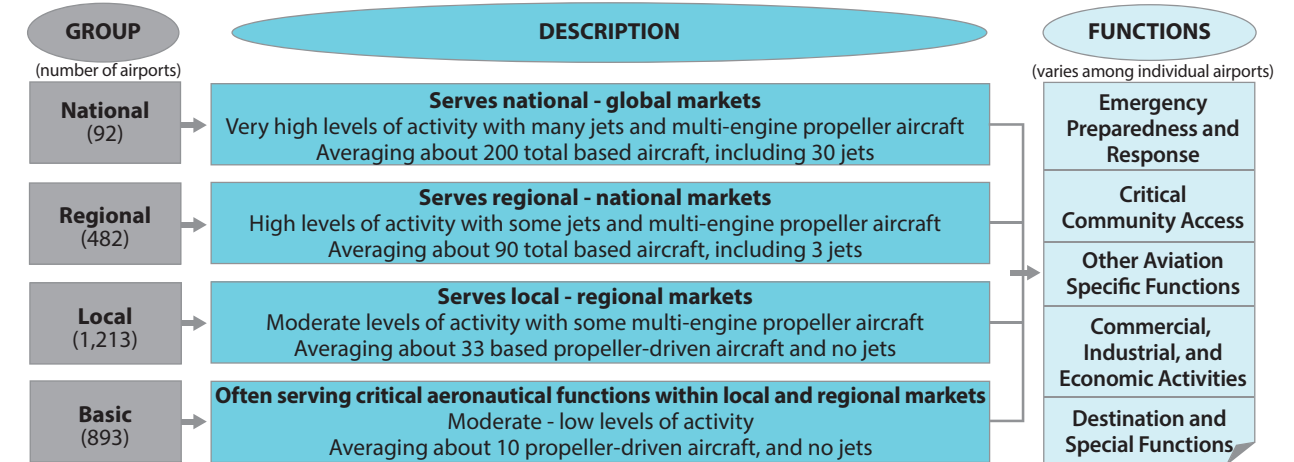 GROUP
DESCRIPTION
FUNCTIONS
(number of airports)
(varies among individual airports)
National
(92)
Serves national - global markets
Very high levels of activity with many jets and multi-engine propeller aircraft
Averaging about 200 total based aircraft, including 30 jets
Regional
(482)
Serves regional - national markets
High levels of activity with some jets and multi-engine propeller aircraft
Averaging about 90 total based aircraft, including 3 jets
Local
(1,213)
Serves local - regional markets
Moderate levels of activity with some multi-engine propeller aircraft
Averaging about 33 based propeller-driven aircraft and no jets
Basic
(893)
Often serving critical aeronautical functions within local and regional markets
Moderate - low levels of activity
Averaging about 10 propeller-driven aircraft, and no jets
Emergency
Preparedness and
Response
Critical
Community Access
Other Aviation
Specific Functions
Commercial,
Industrial, and
Economic Activities
Destination and
Special Functions